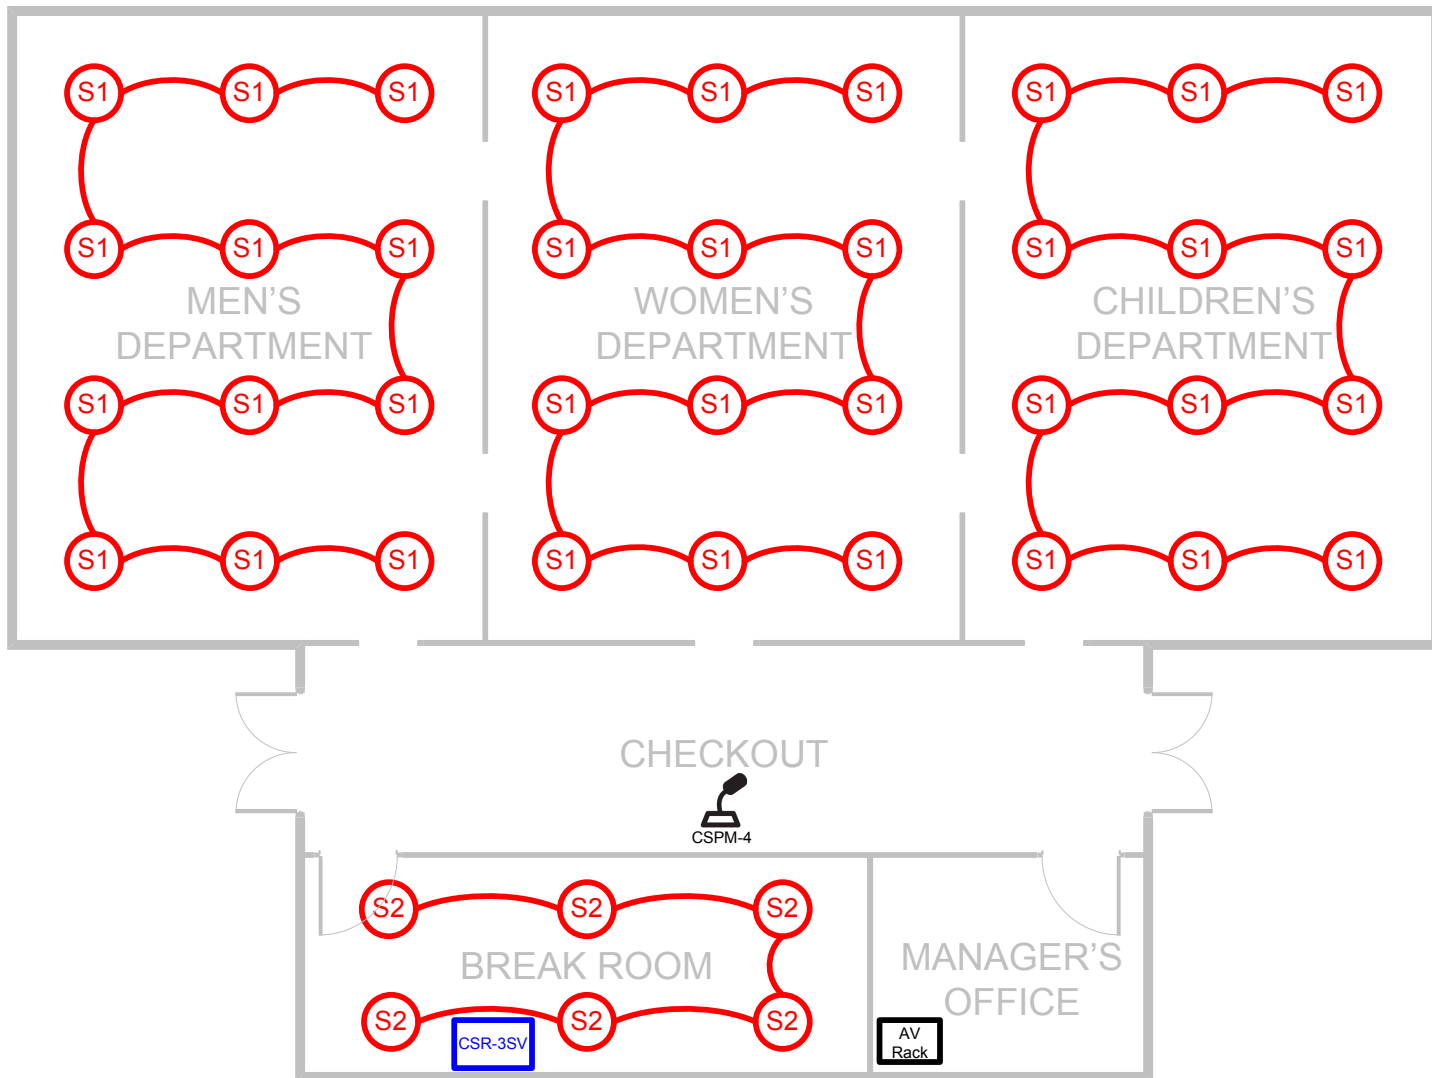 S1 S1 S1 S1 S1 S1 S1 S1 S1
S1 S1 S1 S1 S1 S1 S1 S1 S1
MEN'S
DEPARTMENT
WOMEN'S
DEPARTMENT
CHILDREN'S
DEPARTMENT
S1 S1 S1 S1 S1 S1 S1 S1 S1
S1 S1 S1 S1 S1 S1 S1 S1 S1
CHECKOUT
CSPM-4
S2 S2 S2
BREAK ROOM
MANAGER'S
OFFICE
S2 S2 S2
CSR-3SV
AV
Rack